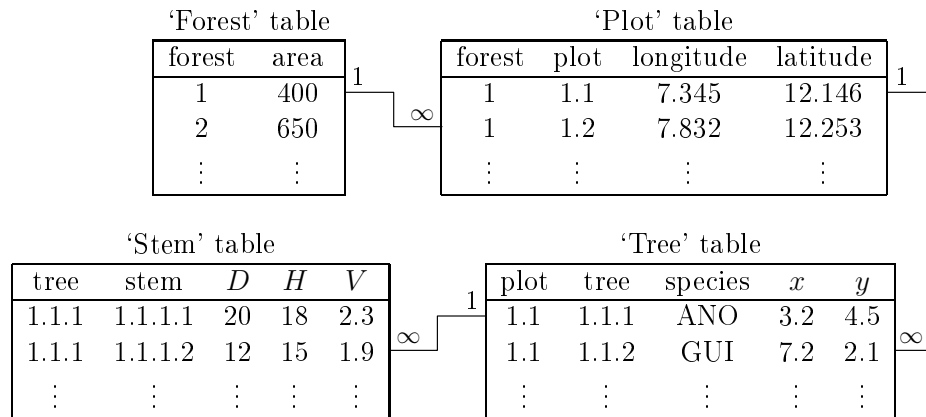 ‘Forest’ table
forest area
1 400
2 650
⋮ ⋮
1
∞
‘Plot’ table
forest plot longitude latitude
1 1.1 7.345 12.146
1 1.2 7.832 12.253
⋮ ⋮ ⋮ ⋮
1
‘Stem’ table
tree stem D H V
1.1.1 1.1.1.1 20 18 2.3
1.1.1 1.1.1.2 12 15 1.9
⋮ ⋮ ⋮ ⋮ ⋮
∞
1
‘Tree’ table
plot tree species x y
1.1 1.1.1 ANO 3.2 4.5
1.1 1.1.2 GUI 7.2 2.1
⋮ ⋮ ⋮ ⋮ ⋮
∞